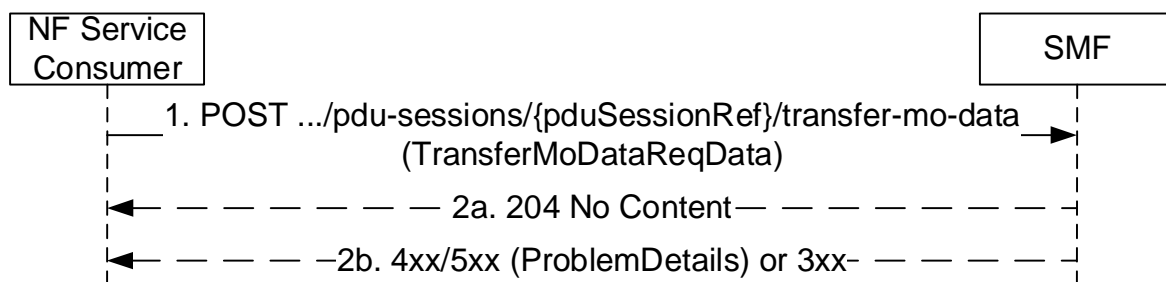 NF Service
Consumer
SMF
1. POST .../pdu-sessions/{pduSessionRef}/transfer-mo-data
(TransferMoDataReqData)
2a. 204 No Content
2b. 4xx/5xx (ProblemDetails) or 3xx